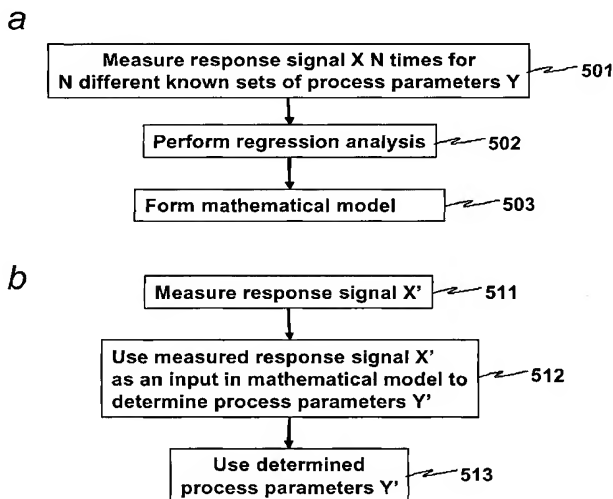 a
Measure response signal X N times for
N different known sets of process parameters Y
501
Perform regression analysis
502
Form mathematical model
503
b
Measure response signal X'
511
Use measured response signal X'
as an input in mathematical model to
determine process parameters Y'
512
Use determined
process parameters Y'
513